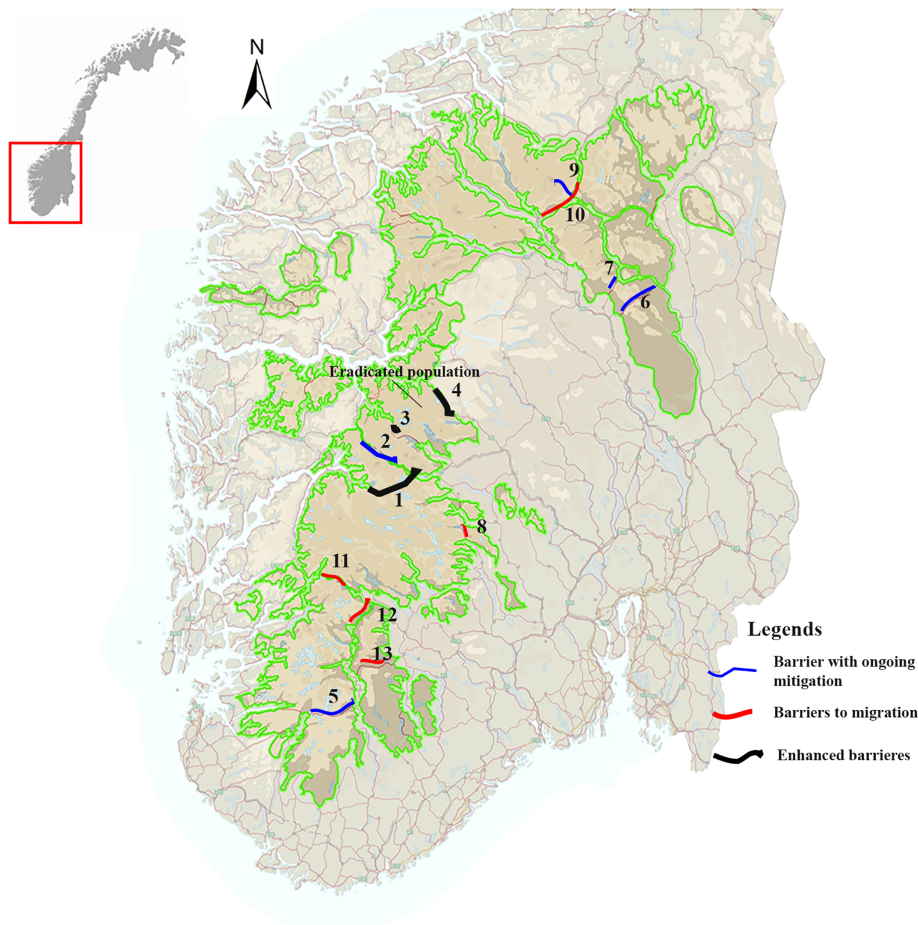 N
9
10
7
6
Eradicated population
4
3
2
1
8
11
12
13
5
Legends
Barrier with ongoing
mitigation
Barriers to migration
Enhanced barrieres